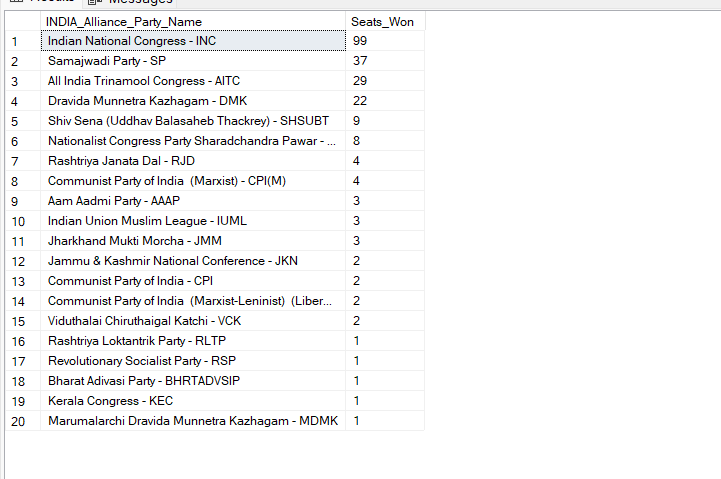 Results Messages
INDIA_Alliance_Party_Name Seats_Won
1 Indian National Congress - INC 99
2 Samajwadi Party - SP 37
3 All India Trinamool Congress - AITC 29
4 Dravida Munnetra Kazhagam - DMK 22
5 Shiv Sena (Uddhav Balasaheb Thackrey) - SHSUBT 9
6 Nationalist Congress Party Sharadchandra Pawar - ... 8
7 Rashtriya Janata Dal - RJD 4
8 Communist Party of India  (Marxist) - CPI(M) 4
9 Aam Aadmi Party - AAAP 3
10 Indian Union Muslim League - IUML 3
11 Jharkhand Mukti Morcha - JMM 3
12 Jammu & Kashmir National Conference - JKN 2
13 Communist Party of India - CPI 2
14 Communist Party of India  (Marxist-Leninist)  (Liber... 2
15 Viduthalai Chiruthaigal Katchi - VCK 2
16 Rashtriya Loktantrik Party - RLTP 1
17 Revolutionary Socialist Party - RSP 1
18 Bharat Adivasi Party - BHRTADVSIP 1
19 Kerala Congress - KEC 1
20 Marumalarchi Dravida Munnetra Kazhagam - MDMK 1